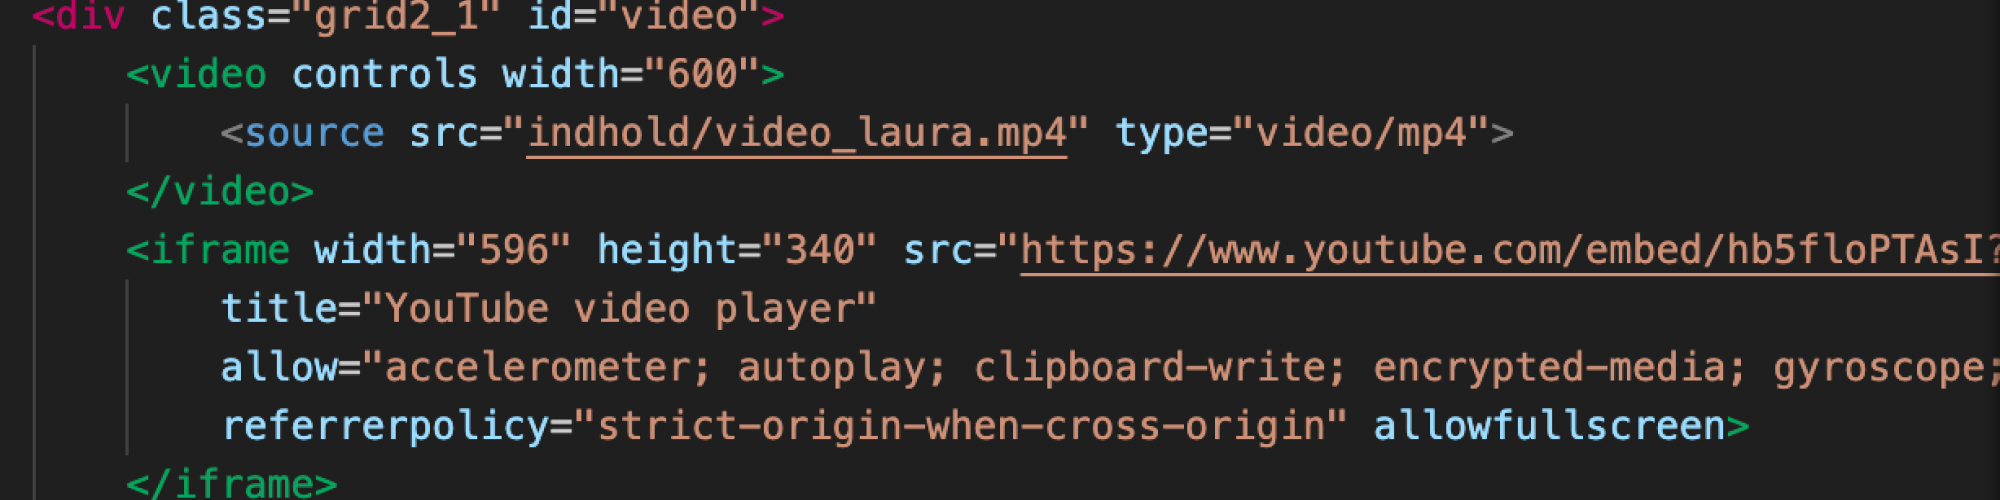 <div class="grid2_1" id="video">
<video controls width="600">
<source src="indhold/video_laura.mp4" type="video/mp4">
</video>
<iframe width="596" height="340" src="https://www.youtube.com/embed/hb5floPTAsI?
title="YouTube video player"
allow="accelerometer; autoplay; clipboard-write; encrypted-media; gyroscope;
referrerpolicy="strict-origin-when-cross-origin" allowfullscreen>
</iframe>